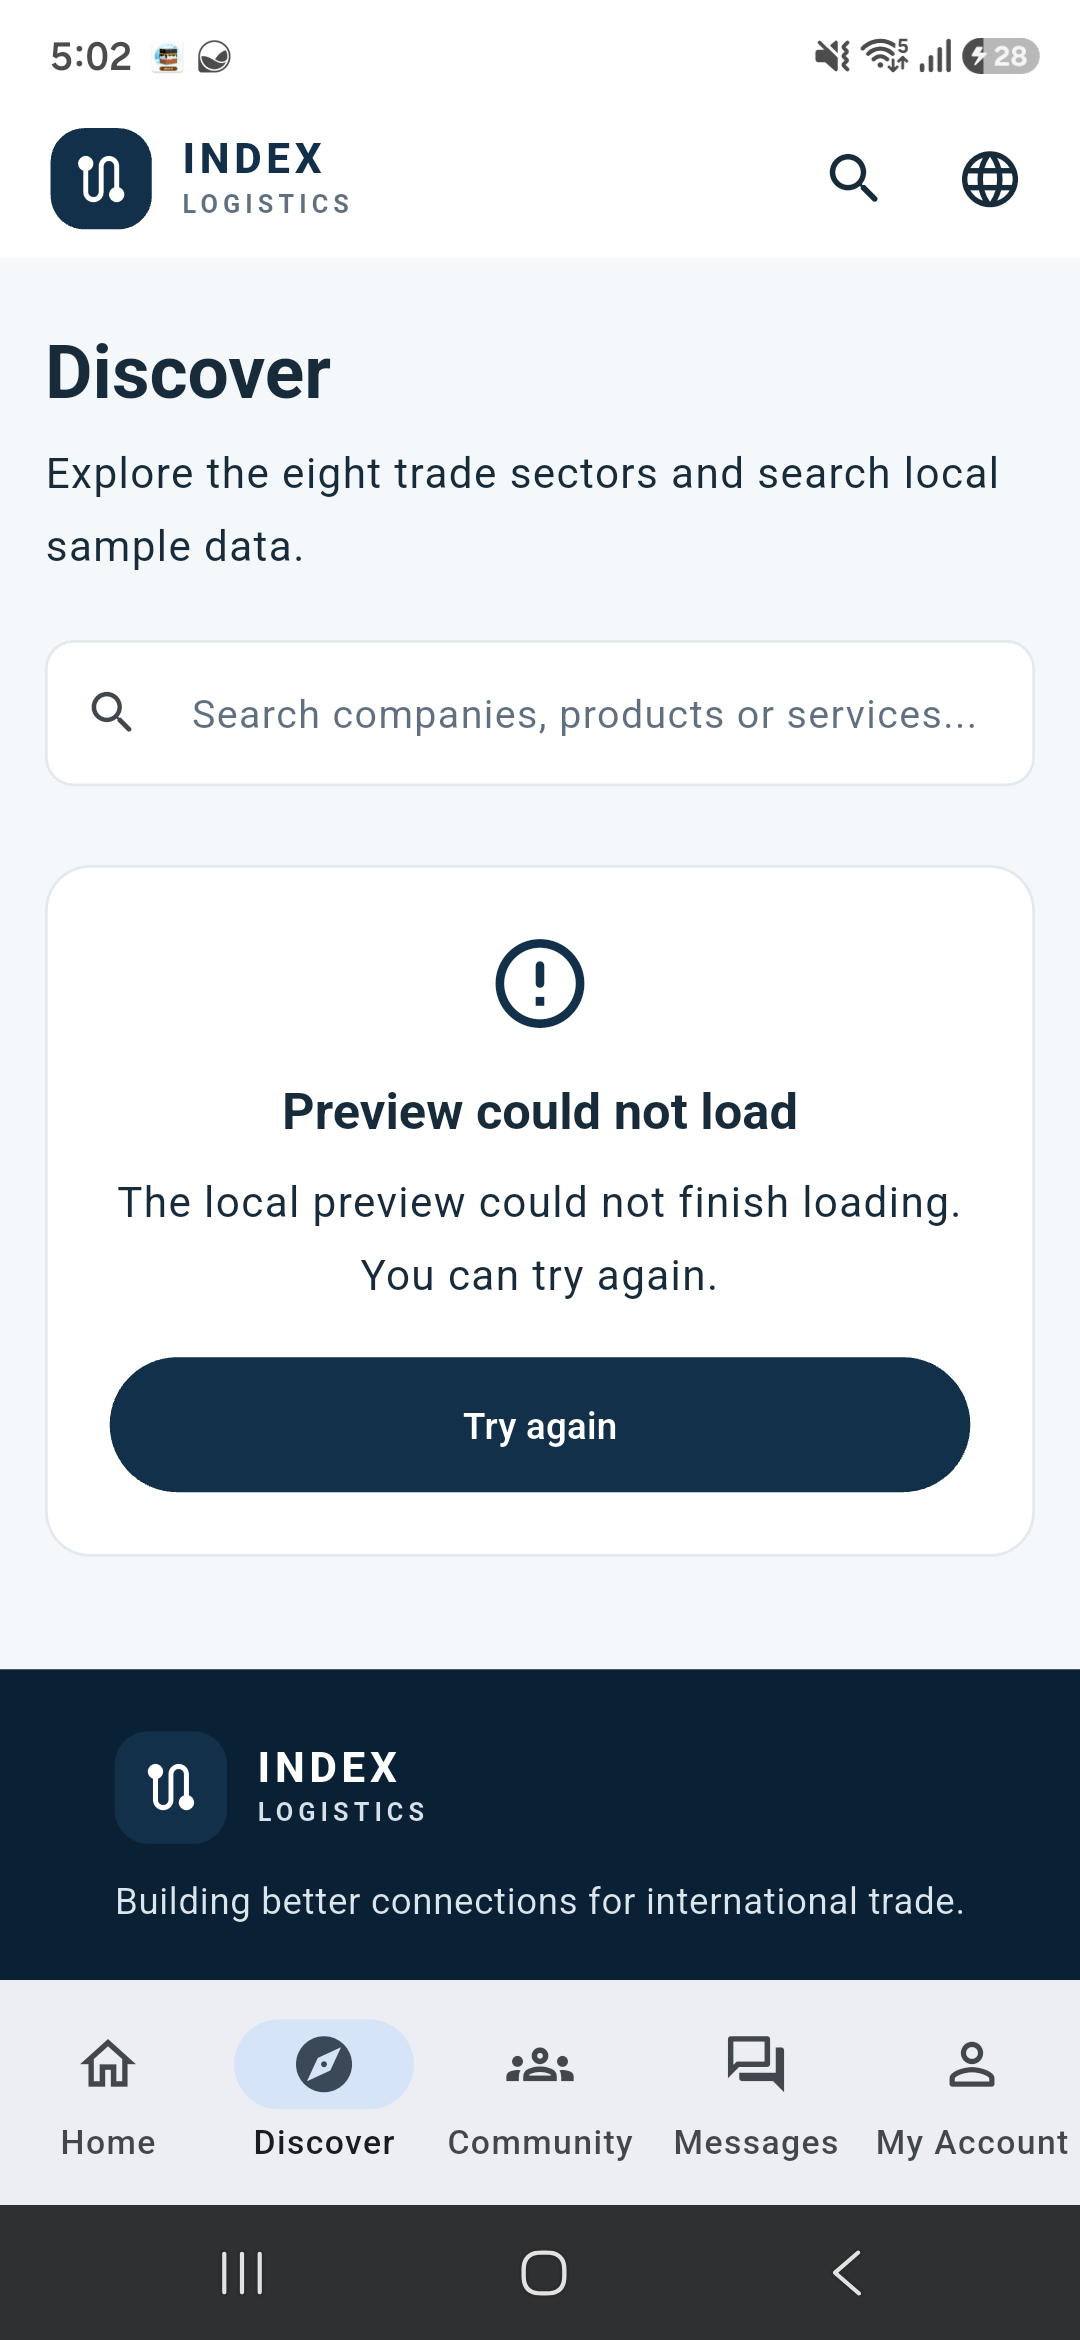 5:02
5
28
INDEX
LOGISTICS
Discover
Explore the eight trade sectors and search local
sample data.
Search companies, products or services...
Preview could not load
The local preview could not finish loading.
You can try again.
Try again
INDEX
LOGISTICS
Building better connections for international trade.
Home
Discover
Community
Messages
My Account